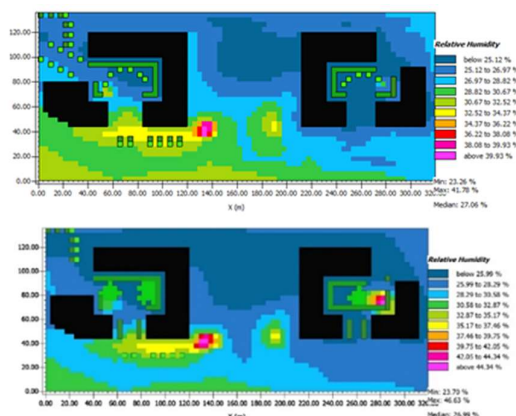 120.00
100.00
80.00
60.00
40.00
20.00
0.00
0.00 20.00 40.00 60.00 80.00 100.00 120.00 140.00 160.00 180.00 200.00 220.00 240.00 260.00 280.00 300.00
X (m)
Relative Humidity
below 25.12 %
25.12 to 26.97 %
26.97 to 28.82 %
28.82 to 30.67 %
30.67 to 32.52 %
32.52 to 34.37 %
34.37 to 36.22 %
36.22 to 38.08 %
38.08 to 39.93 %
above 39.93 %
Min: 23.26 %
Max: 41.78 %
Median: 27.06 %
120.00
100.00
80.00
60.00
40.00
20.00
0.00
0.00 20.00 40.00 60.00 80.00 100.00 120.00 140.00 160.00 180.00 200.00 220.00 240.00 260.00 280.00 300.00
X (m)
Relative Humidity
below 25.99 %
25.99 to 28.29 %
28.29 to 30.58 %
30.58 to 32.87 %
32.87 to 35.17 %
35.17 to 37.46 %
37.46 to 39.75 %
39.75 to 42.05 %
42.05 to 44.34 %
above 44.34 %
Min: 23.70 %
Max: 46.63 %